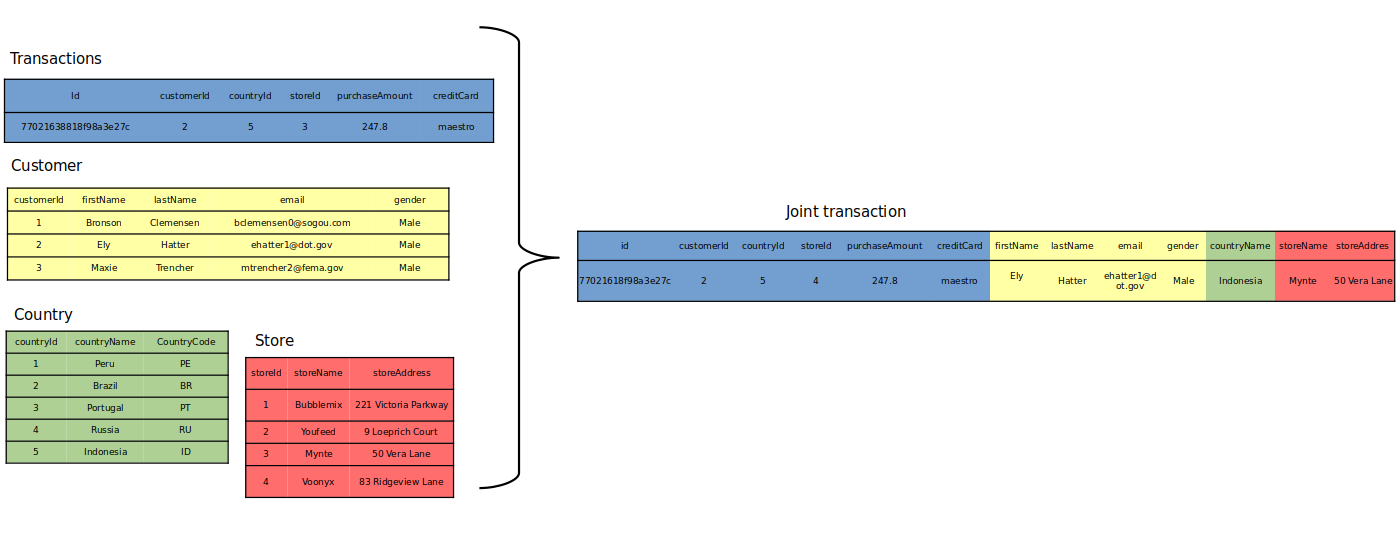 Transactions
Id customerId countryId storeId purchaseAmount creditCard
77021638818f98a3e27c 2 5 3 247.8 maestro
Customer
customerId firstName lastName email gender
1 Bronson Clemensen bclemensen0@sogou.com Male
2 Ely Hatter ehatter1@dot.gov Male
3 Maxie Trencher mtrencher2@fema.gov Male
Country
countryId countryName CountryCode
1 Peru PE
2 Brazil BR
3 Portugal PT
4 Russia RU
5 Indonesia ID
Store
storeId storeName storeAddress
1 Bubblemix 221 Victoria Parkway
2 Youfeed 9 Loeprich Court
3 Mynte 50 Vera Lane
4 Voonyx 83 Ridgeview Lane
Joint transaction
id customerId countryId storeId purchaseAmount creditCard firstName lastName email gender countryName storeName storeAddres
77021618f98a3e27c 2 5 4 247.8 maestro Ely Hatter ehatter1@d Male Indonesia Mynte 50 Vera Lane
ot.gov